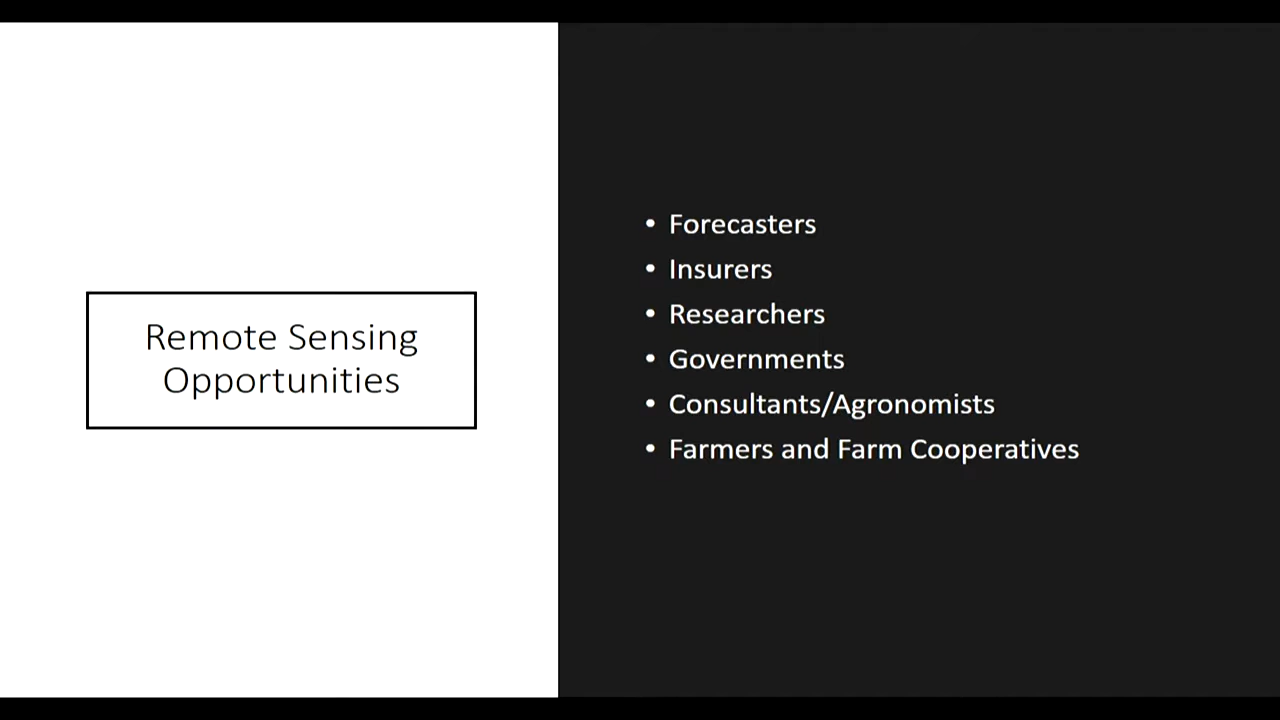 Remote Sensing
Opportunities
• Forecasters
• Insurers
• Researchers
• Governments
• Consultants/Agronomists
• Farmers and Farm Cooperatives